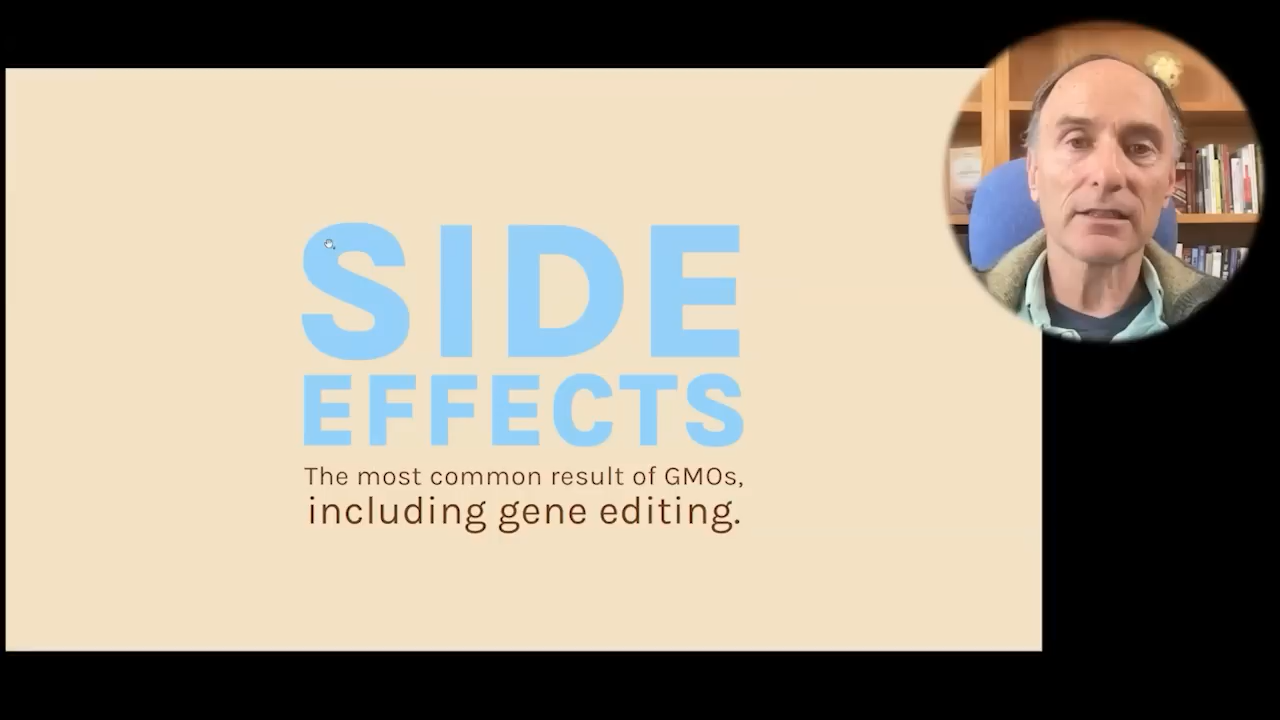 SIDE
EFFECTS
The most common result of GMOs,
including gene editing.